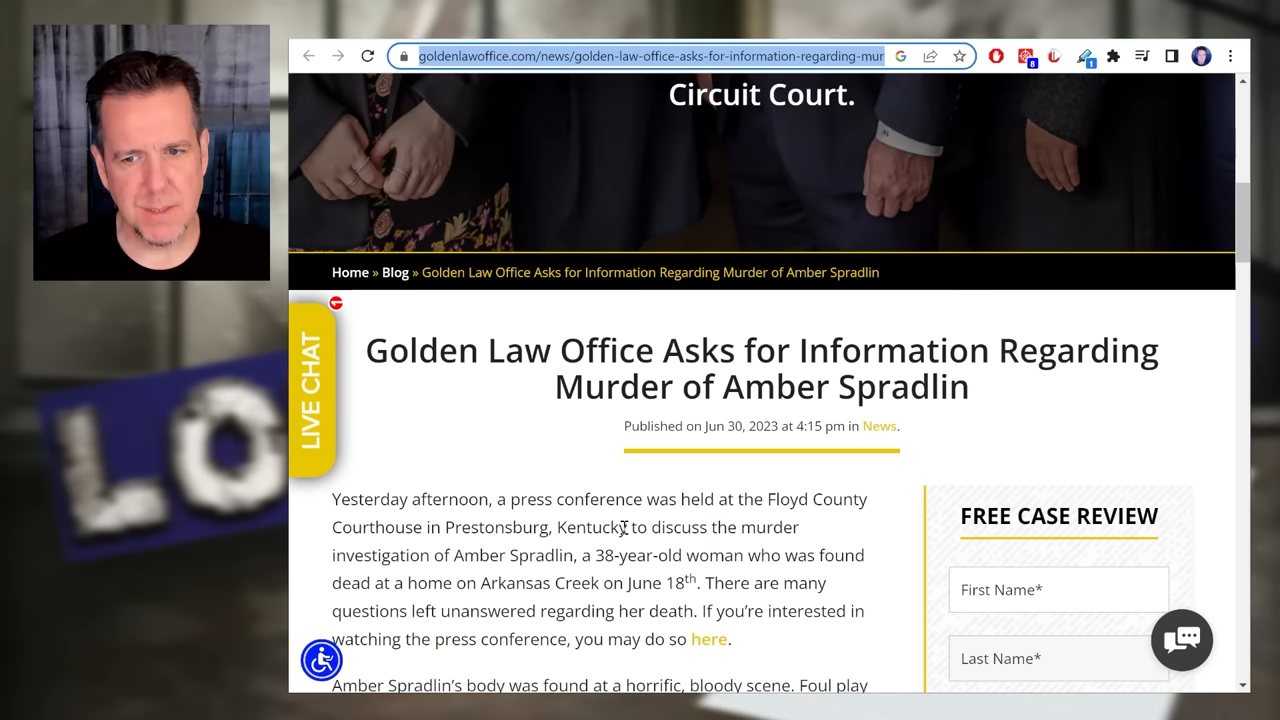 goldenlawoffice.com/news/golden-law-office-asks-for-information-regarding-mur
8
1
Circuit Court.
Home » Blog » Golden Law Office Asks for Information Regarding Murder of Amber Spradlin
LIVE CHAT
Golden Law Office Asks for Information Regarding
Murder of Amber Spradlin
Published on Jun 30, 2023 at 4:15 pm in News.
Yesterday afternoon, a press conference was held at the Floyd County
Courthouse in Prestonsburg, Kentucky to discuss the murder
investigation of Amber Spradlin, a 38-year-old woman who was found
dead at a home on Arkansas Creek on June 18th. There are many
questions left unanswered regarding her death. If you’re interested in
watching the press conference, you may do so here.
Amber Spradlin’s body was found at a horrific, bloody scene. Foul play
FREE CASE REVIEW
First Name*
Last Name*
LO